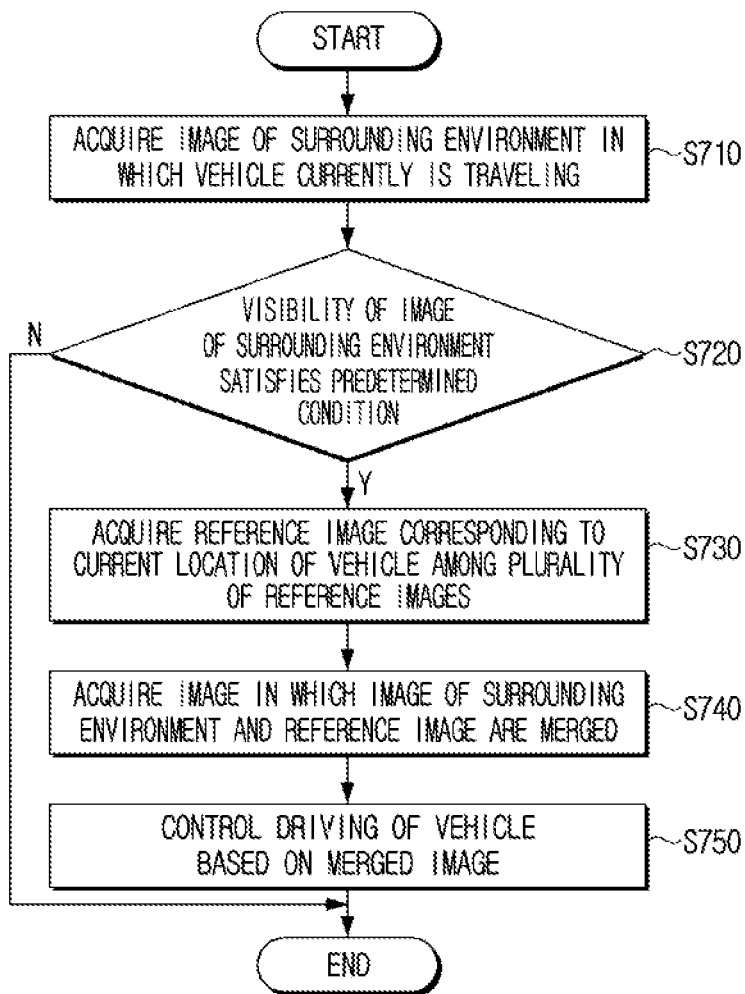 START
ACQUIRE IMAGE OF SURROUNDING ENVIRONMENT IN
WHICH VEHICLE CURRENTLY IS TRAVELING
S710
N
VISIBILITY OF IMAGE
OF SURROUNDING ENVIRONMENT
SATISFIES PREDETERMINED
CONDITION
S720
Y
ACQUIRE REFERENCE IMAGE CORRESPONDING TO
CURRENT LOCATION OF VEHICLE AMONG PLURALITY
OF REFERENCE IMAGES
S730
ACQUIRE IMAGE IN WHICH IMAGE OF SURROUNDING
ENVIRONMENT AND REFERENCE IMAGE ARE MERGED
S740
CONTROL DRIVING OF VEHICLE
BASED ON MERGED IMAGE
S750
END